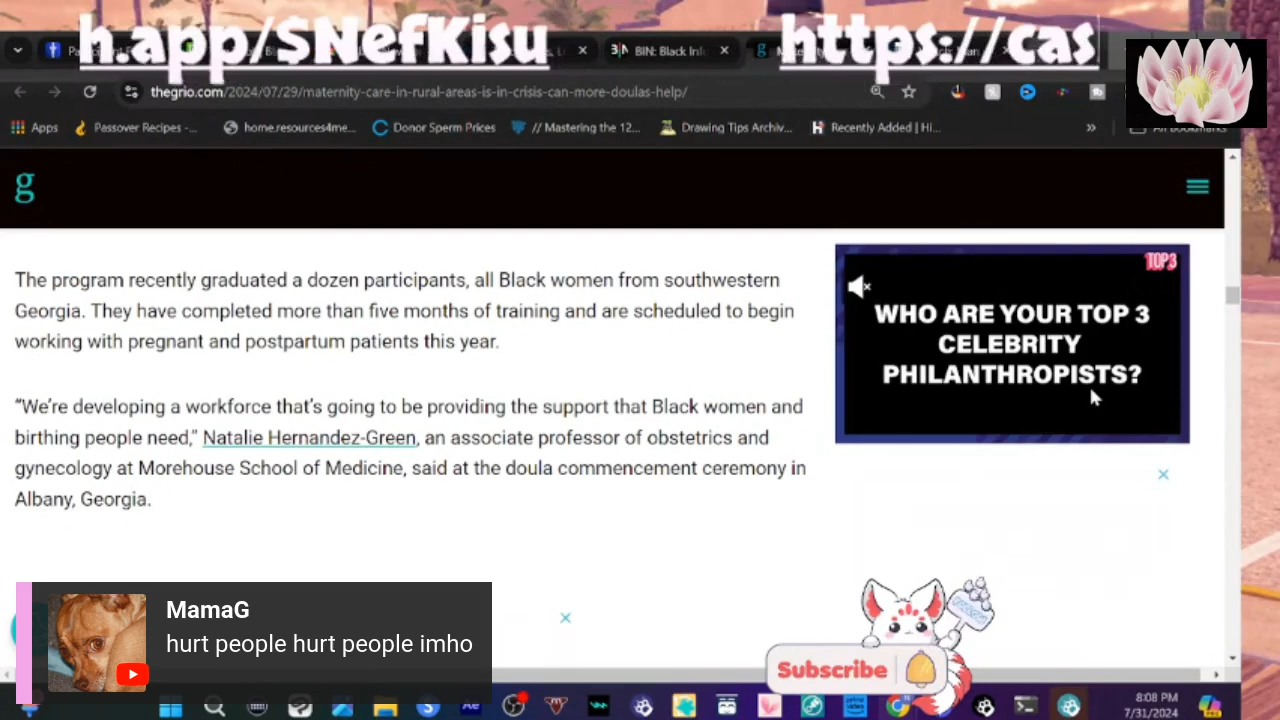 h.app/$NefKisu
https://cas
BIN: Black Inf
thegrio.com/2024/07/29/maternity-care-in-rural-areas-is-in-crisis-can-more-doulas-help/
Apps
Passover Recipes -...
home.resources4me...
Donor Sperm Prices
// Mastering the 12...
Drawing Tips Archiv...
Recently Added | Hi...
»
All Bookmarks
g
The program recently graduated a dozen participants, all Black women from southwestern
Georgia. They have completed more than five months of training and are scheduled to begin
working with pregnant and postpartum patients this year.
“We’re developing a workforce that’s going to be providing the support that Black women and
birthing people need,” Natalie Hernandez-Green, an associate professor of obstetrics and
gynecology at Morehouse School of Medicine, said at the doula commencement ceremony in
Albany, Georgia.
TOP3
WHO ARE YOUR TOP 3
CELEBRITY
PHILANTHROPISTS?
MamaG
hurt people hurt people imho
Subscribe
8:08 PM
7/31/2024